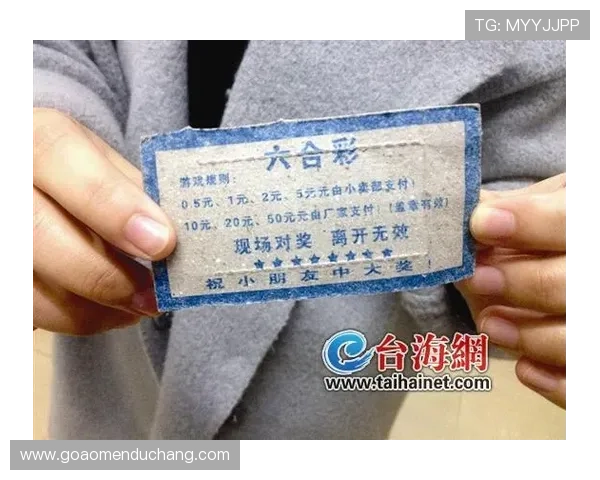 TG: MYYJJPP
六合彩
游戏规则:
0.5元、1元、2元、5元元由小卖部支付)
10元、20元、50元元由厂家支付)(盖章有效)
现场对奖 离开无效
★★★★★★★★
祝小朋友中大奖!
台海網
www.taihainet.com
www.goaomenduchang.com